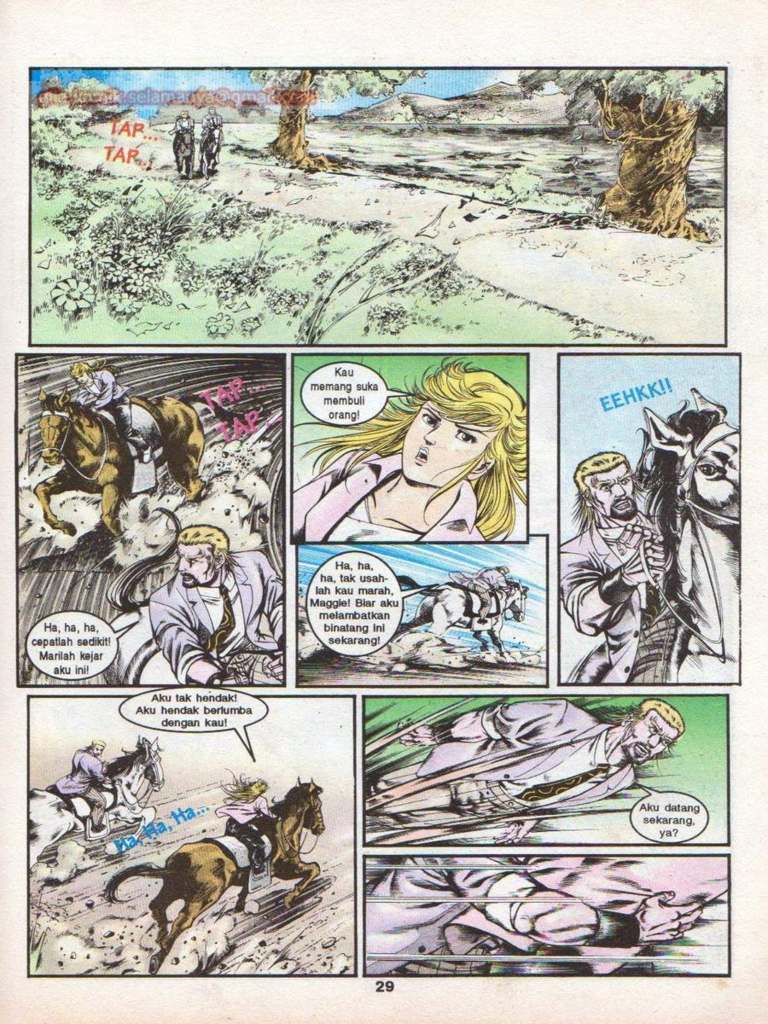 TAP...
TAP...
TAP...
TAP...
Ha, ha, ha,
cepatlah sedikit!
Marilah kejar
aku ini!
Kau
memang suka
membuli
orang!
Ha, ha,
ha, tak usah-
lah kau marah,
Maggie! Biar aku
melambatkan
binatang ini
sekarang!
EEHKK!!
Aku tak hendak!
Aku hendak berlumba
dengan kau!
Ha, Ha, Ha...
Aku datang
sekarang,
ya?
29